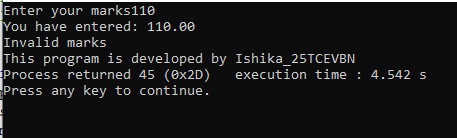 Enter your marks110
You have entered: 110.00
Invalid marks
This program is developed by Ishika_25TCEVBN
Process returned 45 (0x2D)   execution time : 4.542 s
Press any key to continue.